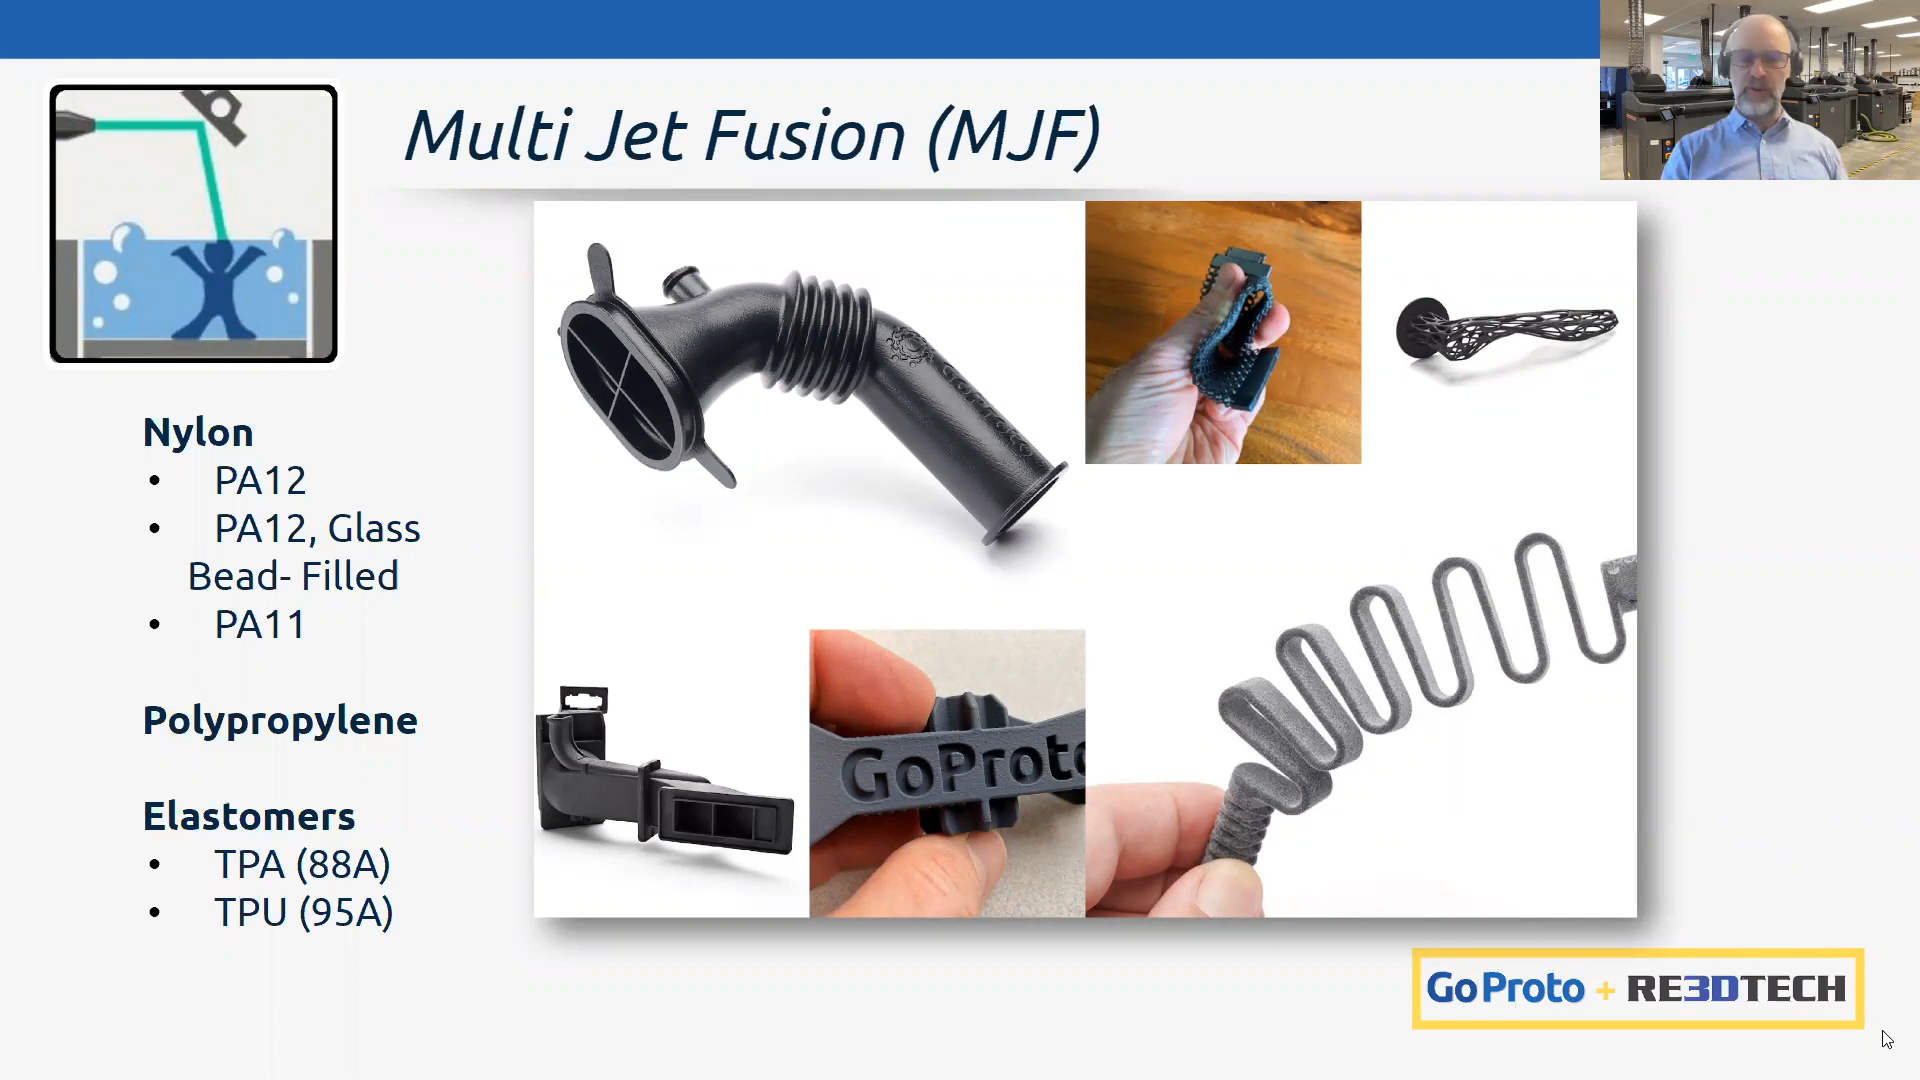 Multi Jet Fusion (MJF)
Nylon
• PA12
• PA12, Glass
Bead- Filled
• PA11
Polypropylene
Elastomers
• TPA (88A)
• TPU (95A)
GOPROTO
GoProto
GoProto + RE3DTECH